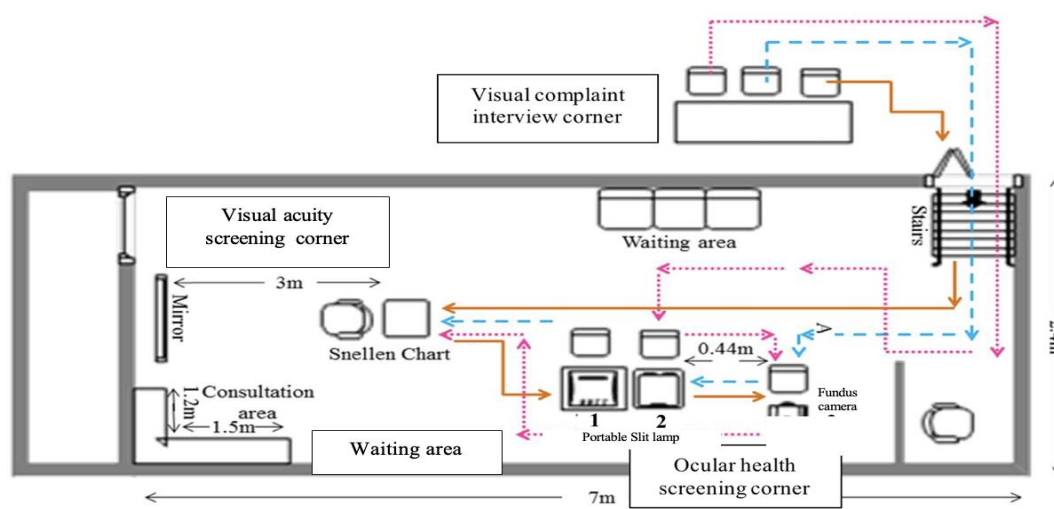 Visual complaint
interview corner
Visual acuity
screening corner
Stairs
Waiting area
3m
Mirror
Snellen Chart
A
0.44m
Consultation
area
1.2m
1.5m
1
2
Portable Slit lamp
Fundus
camera
Waiting area
Ocular health
screening corner
7m